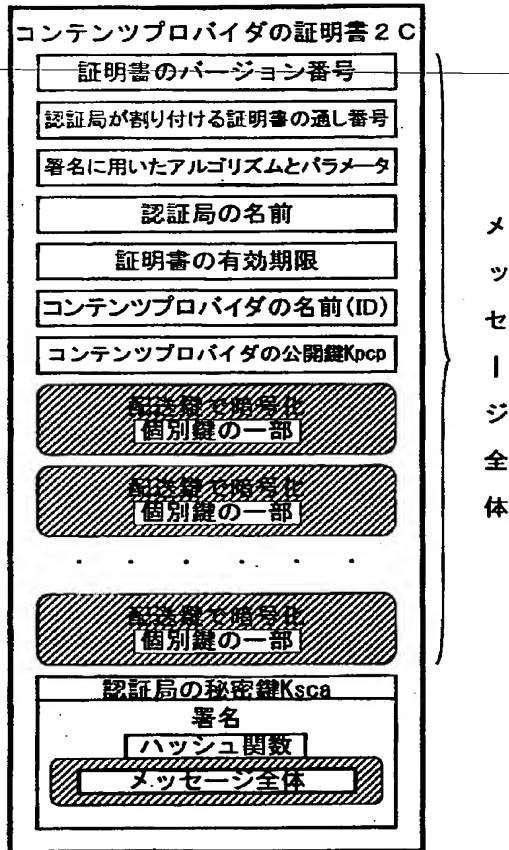 コンテンツプロバイダの証明書2C
証明書のバージョン番号
認証局が割り付ける証明書の通し番号
署名に用いたアルゴリズムとパラメータ
認証局の名前
証明書の有効期限
コンテンツプロバイダの名前(ID)
コンテンツプロバイダの公開鍵Kpcp
配送鍵で暗号化
個別鍵の一部
配送鍵で暗号化
個別鍵の一部
. . . . . .
配送鍵で暗号化
個別鍵の一部
認証局の秘密鍵Ksca
署名
ハッシュ関数
メッセージ全体
メッセージ全体